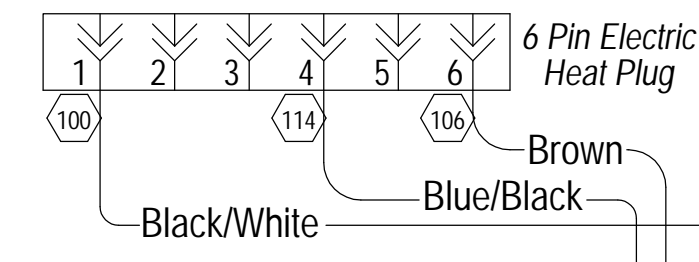 6 Pin Electric
Heat Plug
1 2 3 4 5 6
100 114 106
Brown
Blue/Black
Black/White